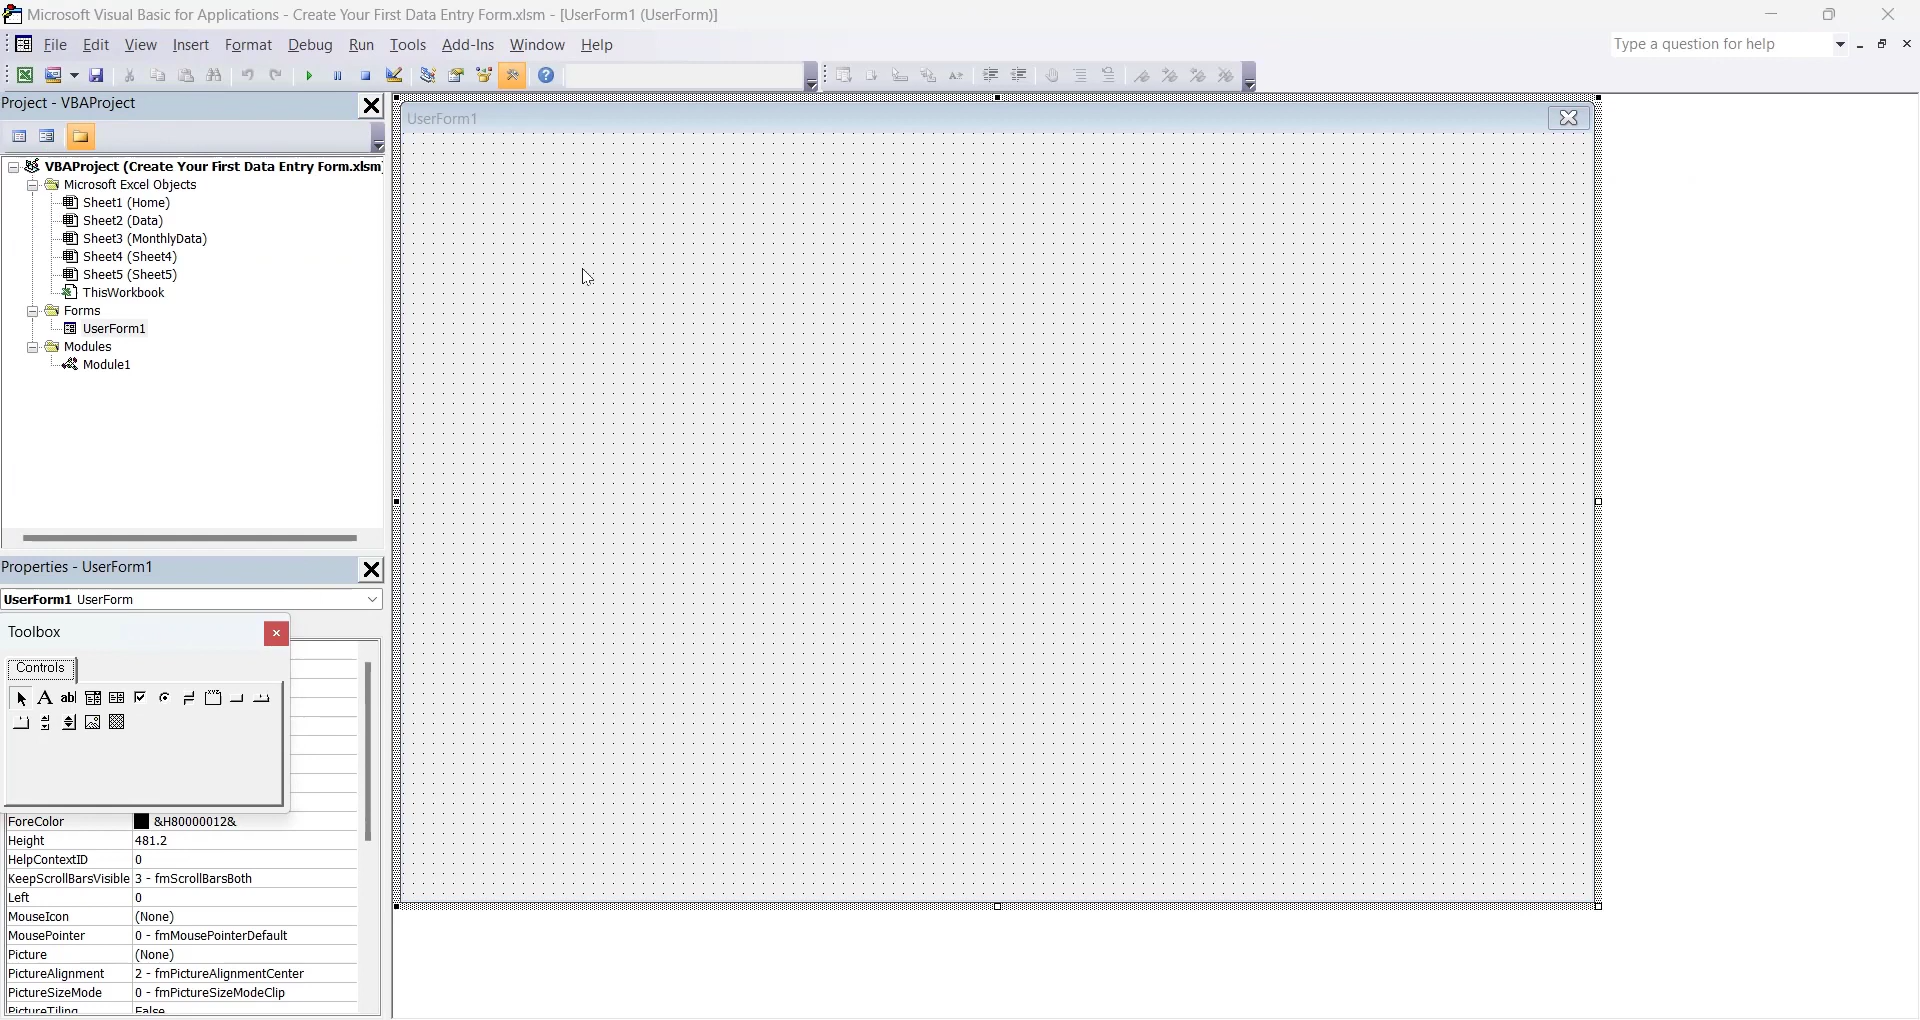 Microsoft Visual Basic for Applications - Create Your First Data Entry Form.xlsm - [UserForm1 (UserForm)]
File Edit View Insert Format Debug Run Tools Add-Ins Window Help
Type a question for help
Project - VBAProject
VBAProject (Create Your First Data Entry Form.xlsm
Microsoft Excel Objects
Sheet1 (Home)
Sheet2 (Data)
Sheet3 (MonthlyData)
Sheet4 (Sheet4)
Sheet5 (Sheet5)
ThisWorkbook
Forms
UserForm1
Modules
Module1
UserForm1
Properties - UserForm1
UserForm1 UserForm
Toolbox
Controls
A ab|
XYZ
ForeColor &H80000012&
Height 481.2
HelpContextID 0
KeepScrollBarsVisible 3 - fmScrollBarsBoth
Left 0
MouseIcon (None)
MousePointer 0 - fmMousePointerDefault
Picture (None)
PictureAlignment 2 - fmPictureAlignmentCenter
PictureSizeMode 0 - fmPictureSizeModeClip
PictureTiling False